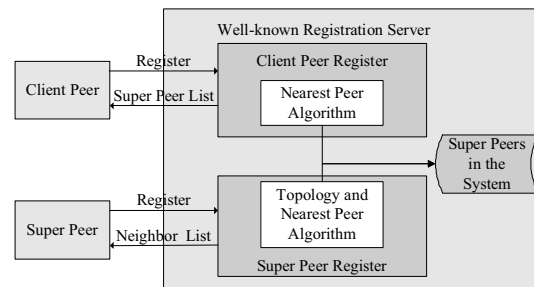 Well-known Registration Server
Register
Client Peer Register
Client Peer
Super Peer List
Nearest Peer
Algorithm
Super Peers
in the
System
Register
Topology and
Nearest Peer
Algorithm
Super Peer
Neighbor List
Super Peer Register